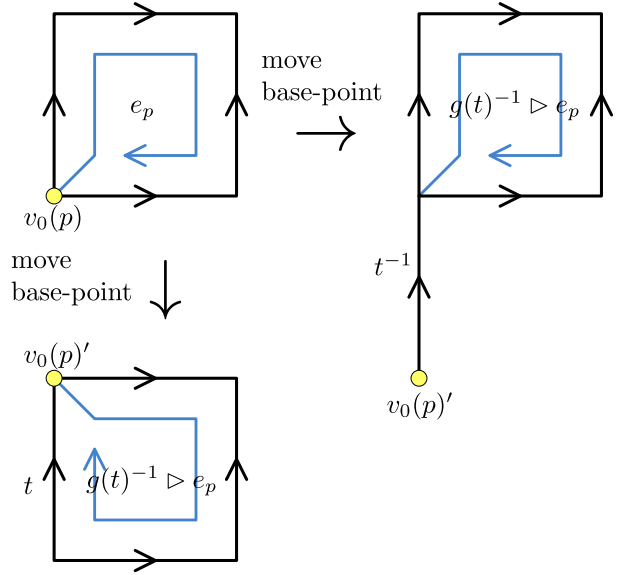 move
base-point
e_p
g(t)^{-1} ▷ e_p
v_0(p)
move
base-point
t^{-1}
v_0(p)′
v_0(p)′
t
g(t)^{-1} ▷ e_p